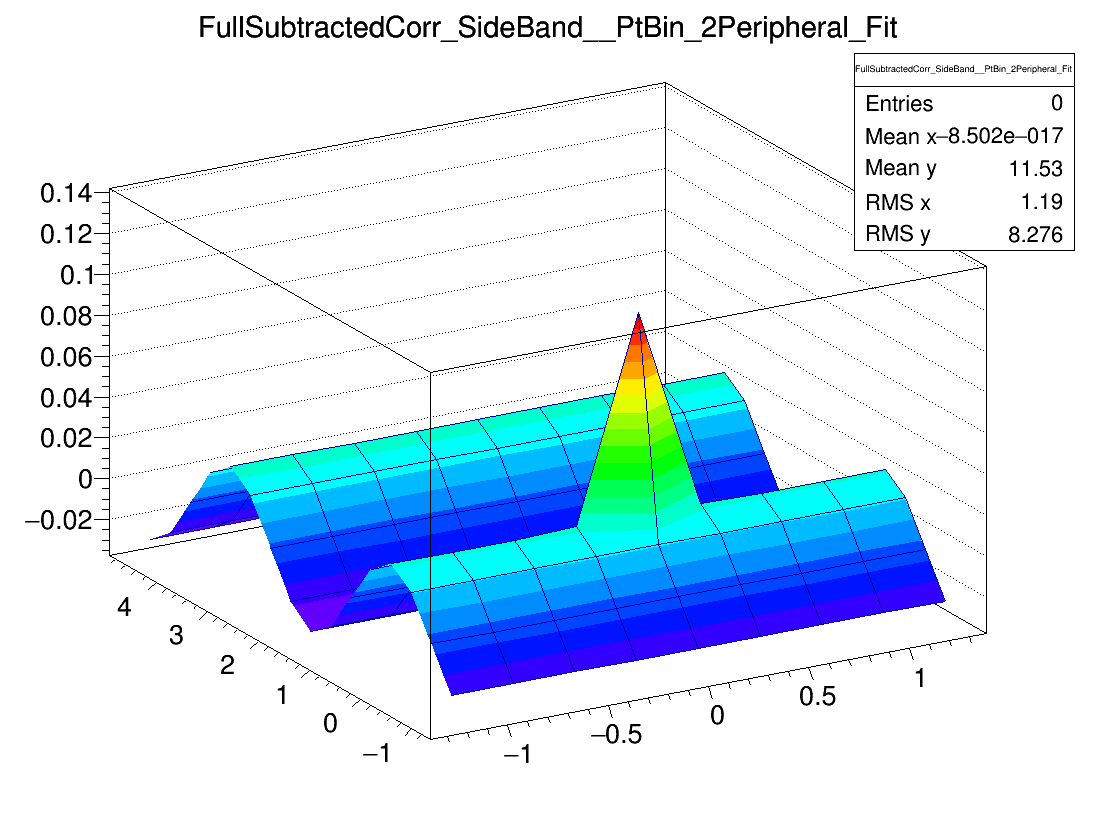 FullSubtractedCorr_SideBand__PtBin_2Peripheral_Fit
FullSubtractedCorr_SideBand__PtBin_2Peripheral_Fit
Entries 0
Mean x −8.502e−017
Mean y 11.53
RMS x 1.19
RMS y 8.276
0.14
0.12
0.1
0.08
0.06
0.04
0.02
0
−0.02
4
3
2
1
0
−1
−1
−0.5
0
0.5
1